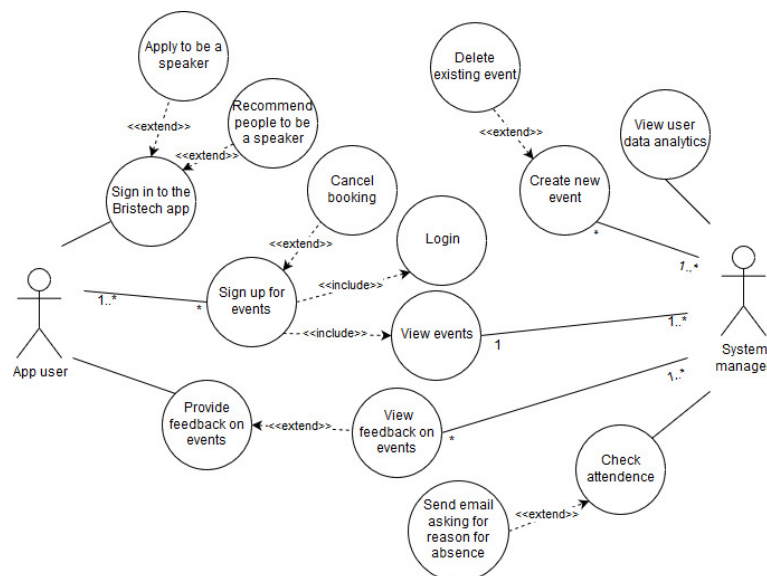 Apply to be a
speaker
<<extend>>
Recommend
people to be
a speaker
<<extend>>
Sign in to the
Bristech app
Delete
existing event
<<extend>>
Create new
event
View user
data analytics
*
1..*
Cancel
booking
<<extend>>
Login
<<include>>
Sign up for
events
1..*
*
<<include>>
View events
1
1..*
App user
System
manager
Provide
feedback on
events
<<extend>>
View
feedback on
events
*
1..*
Check
attendence
Send email
asking for
reason for
absence
<<extend>>